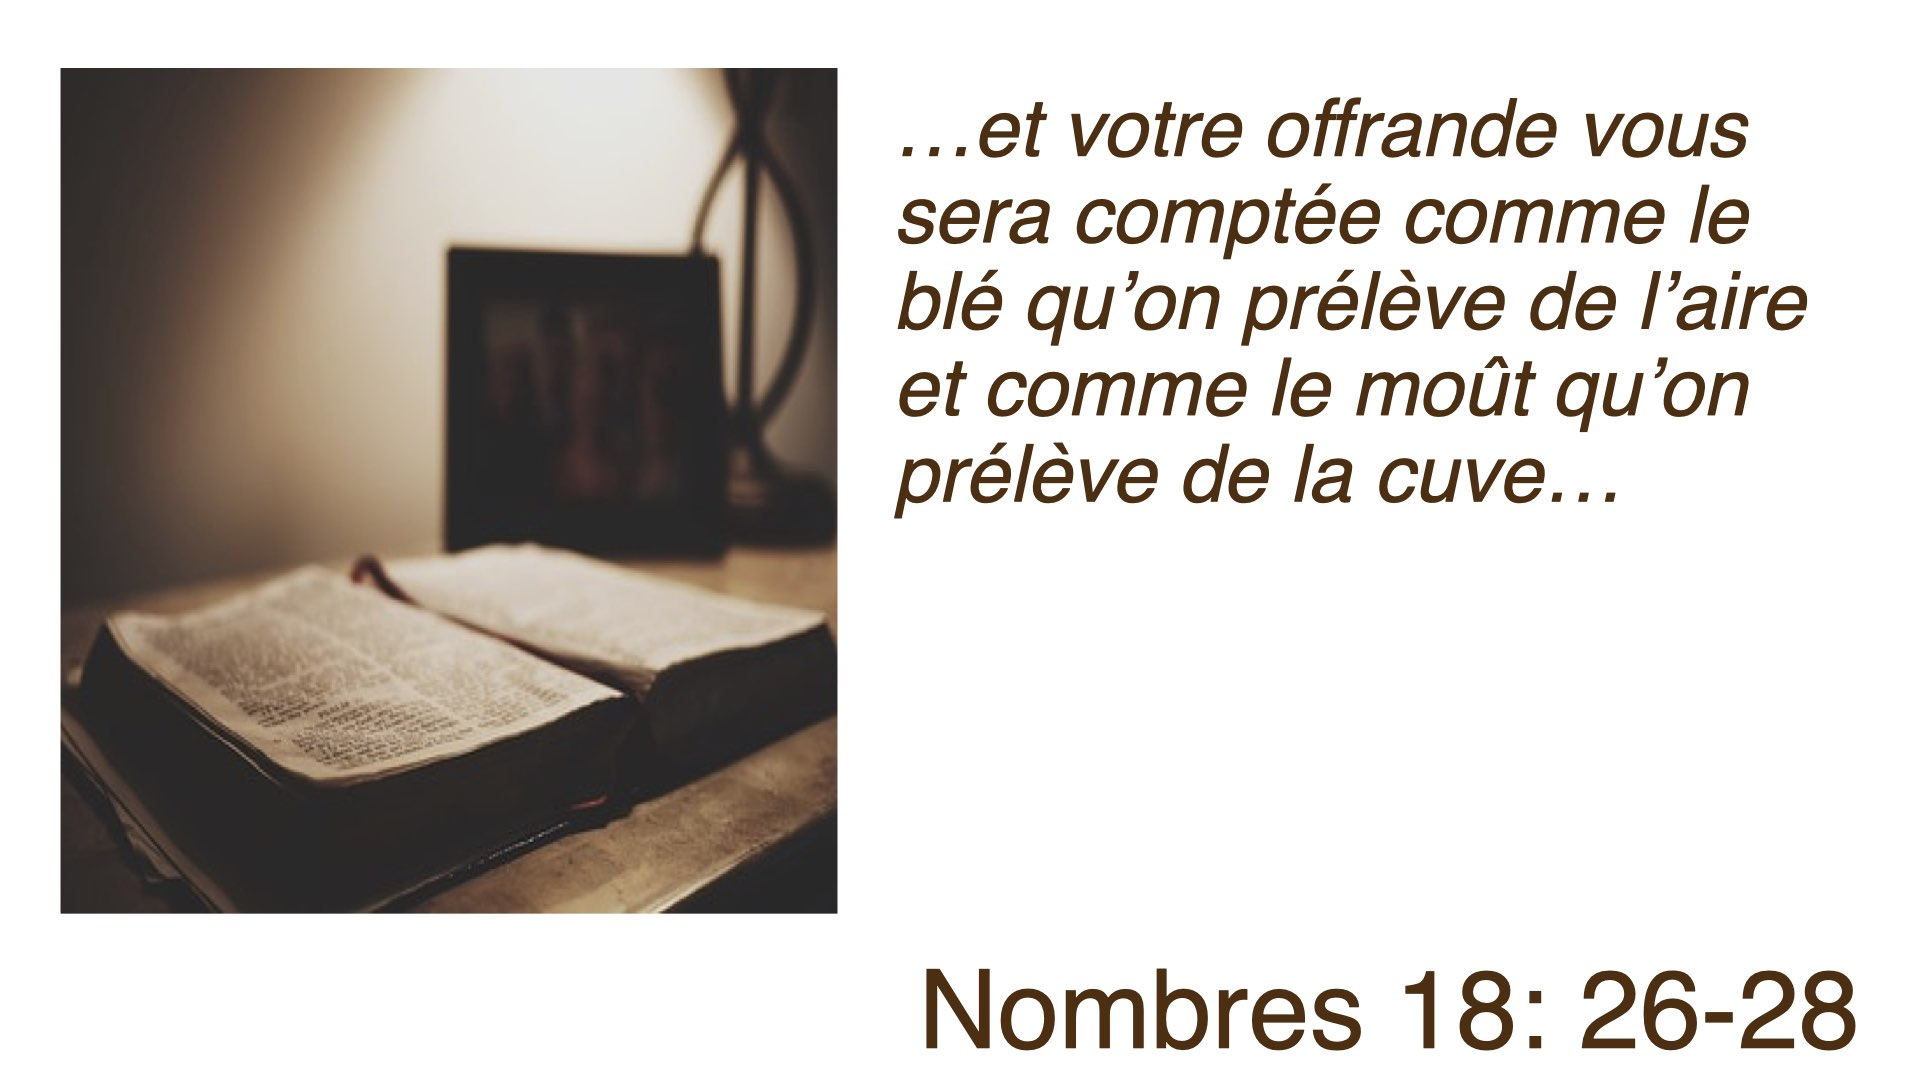 …et votre offrande vous
sera comptée comme le
blé qu’on prélève de l’aire
et comme le moût qu’on
prélève de la cuve…
Nombres 18: 26-28